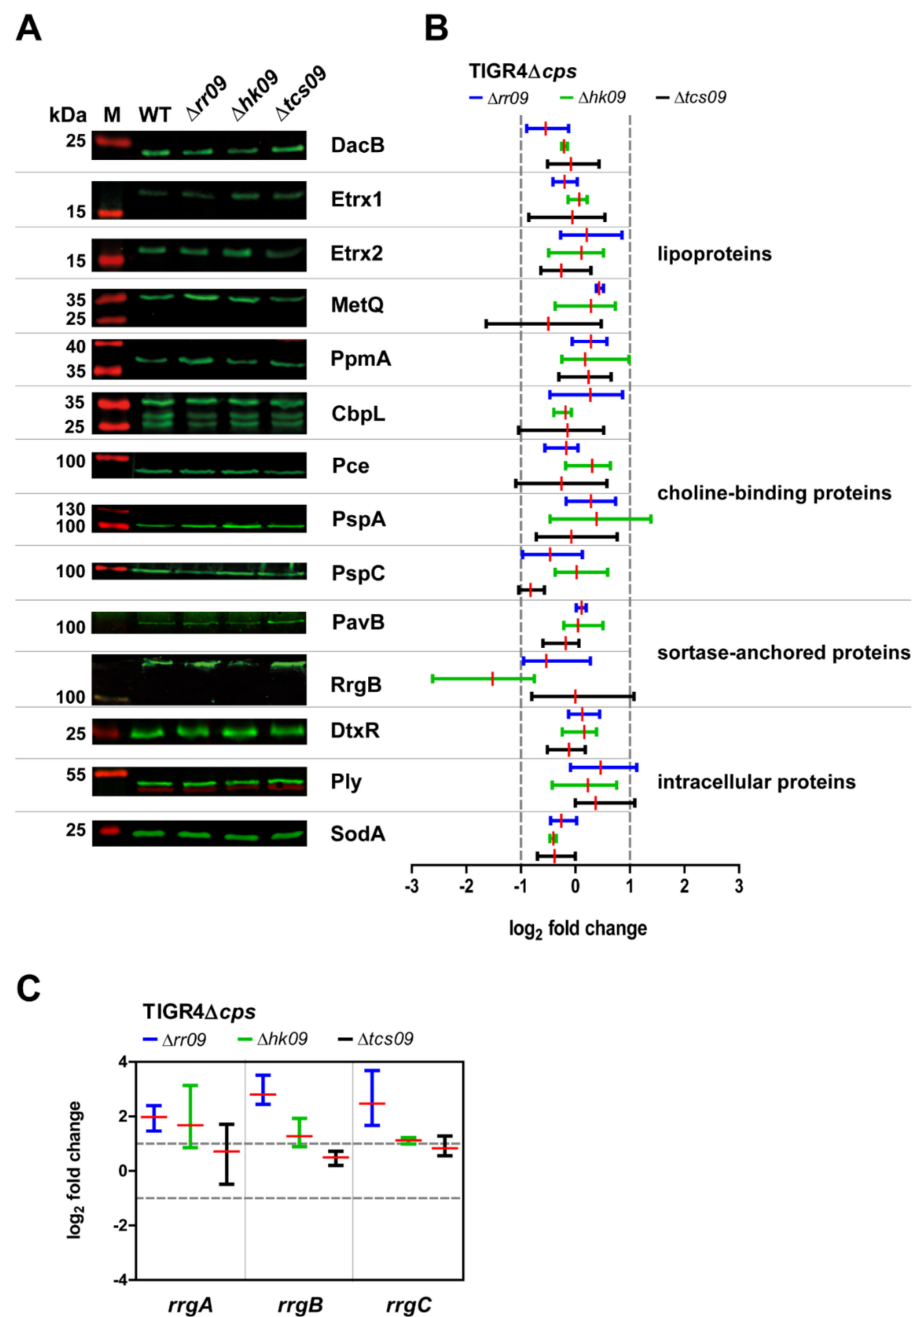 A
kDa M WT Δrr09 Δhk09 Δtcs09
25 DacB
Etrx1
15
Etrx2
15
35 MetQ
25
40
PpmA
35
35 CbpL
25
100 Pce
130
PspA
100
100 PspC
PavB
100
RrgB
100
25 DtxR
55
Ply
25 SodA
B
TIGR4Δcps
Δrr09 Δhk09 Δtcs09
lipoproteins
choline-binding proteins
sortase-anchored proteins
intracellular proteins
-3 -2 -1 0 1 2 3
log2 fold change
C
TIGR4Δcps
Δrr09 Δhk09 Δtcs09
log2 fold change
4
2
0
-2
-4
rrgA rrgB rrgC